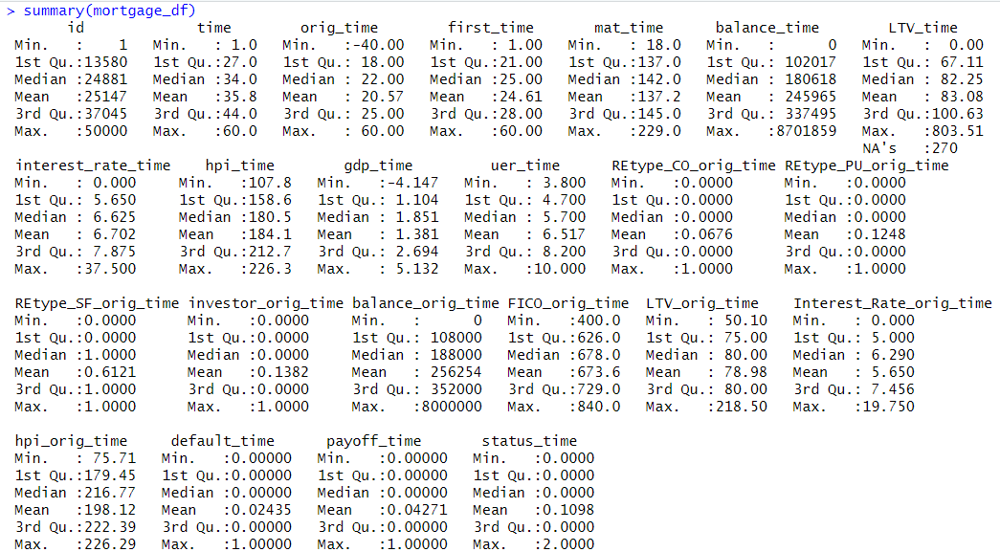 > summary(mortgage_df)
id time orig_time first_time mat_time balance_time LTV_time
Min. : 1 Min. : 1.0 Min. :-40.00 Min. : 1.00 Min. : 18.0 Min. : 0 Min. : 0.00
1st Qu.:13580 1st Qu.:27.0 1st Qu.: 18.00 1st Qu.:21.00 1st Qu.:137.0 1st Qu.: 102017 1st Qu.: 67.11
Median :24881 Median :34.0 Median : 22.00 Median :25.00 Median :142.0 Median : 180618 Median : 82.25
Mean :25147 Mean :35.8 Mean : 20.57 Mean :24.61 Mean :137.2 Mean : 245965 Mean : 83.08
3rd Qu.:37045 3rd Qu.:44.0 3rd Qu.: 25.00 3rd Qu.:28.00 3rd Qu.:145.0 3rd Qu.: 337495 3rd Qu.:100.63
Max. :50000 Max. :60.0 Max. : 60.00 Max. :60.00 Max. :229.0 Max. :8701859 Max. :803.51
NA's :270
interest_rate_time hpi_time gdp_time uer_time REtype_CO_orig_time REtype_PU_orig_time
Min. : 0.000 Min. :107.8 Min. :-4.147 Min. : 3.800 Min. :0.0000 Min. :0.0000
1st Qu.: 5.650 1st Qu.:158.6 1st Qu.: 1.104 1st Qu.: 4.700 1st Qu.:0.0000 1st Qu.:0.0000
Median : 6.625 Median :180.5 Median : 1.851 Median : 5.700 Median :0.0000 Median :0.0000
Mean : 6.702 Mean :184.1 Mean : 1.381 Mean : 6.517 Mean :0.0676 Mean :0.1248
3rd Qu.: 7.875 3rd Qu.:212.7 3rd Qu.: 2.694 3rd Qu.: 8.200 3rd Qu.:0.0000 3rd Qu.:0.0000
Max. :37.500 Max. :226.3 Max. : 5.132 Max. :10.000 Max. :1.0000 Max. :1.0000
REtype_SF_orig_time investor_orig_time balance_orig_time FICO_orig_time LTV_orig_time Interest_Rate_orig_time
Min. :0.0000 Min. :0.0000 Min. : 0 Min. :400.0 Min. : 50.10 Min. : 0.000
1st Qu.:0.0000 1st Qu.:0.0000 1st Qu.: 108000 1st Qu.:626.0 1st Qu.: 75.00 1st Qu.: 5.000
Median :1.0000 Median :0.0000 Median : 188000 Median :678.0 Median : 80.00 Median : 6.290
Mean :0.6121 Mean :0.1382 Mean : 256254 Mean :673.6 Mean : 78.98 Mean : 5.650
3rd Qu.:1.0000 3rd Qu.:0.0000 3rd Qu.: 352000 3rd Qu.:729.0 3rd Qu.: 80.00 3rd Qu.: 7.456
Max. :1.0000 Max. :1.0000 Max. :8000000 Max. :840.0 Max. :218.50 Max. :19.750
hpi_orig_time default_time payoff_time status_time
Min. : 75.71 Min. :0.00000 Min. :0.00000 Min. :0.0000
1st Qu.:179.45 1st Qu.:0.00000 1st Qu.:0.00000 1st Qu.:0.0000
Median :216.77 Median :0.00000 Median :0.00000 Median :0.0000
Mean :198.12 Mean :0.02435 Mean :0.04271 Mean :0.1098
3rd Qu.:222.39 3rd Qu.:0.00000 3rd Qu.:0.00000 3rd Qu.:0.0000
Max. :226.29 Max. :1.00000 Max. :1.00000 Max. :2.0000